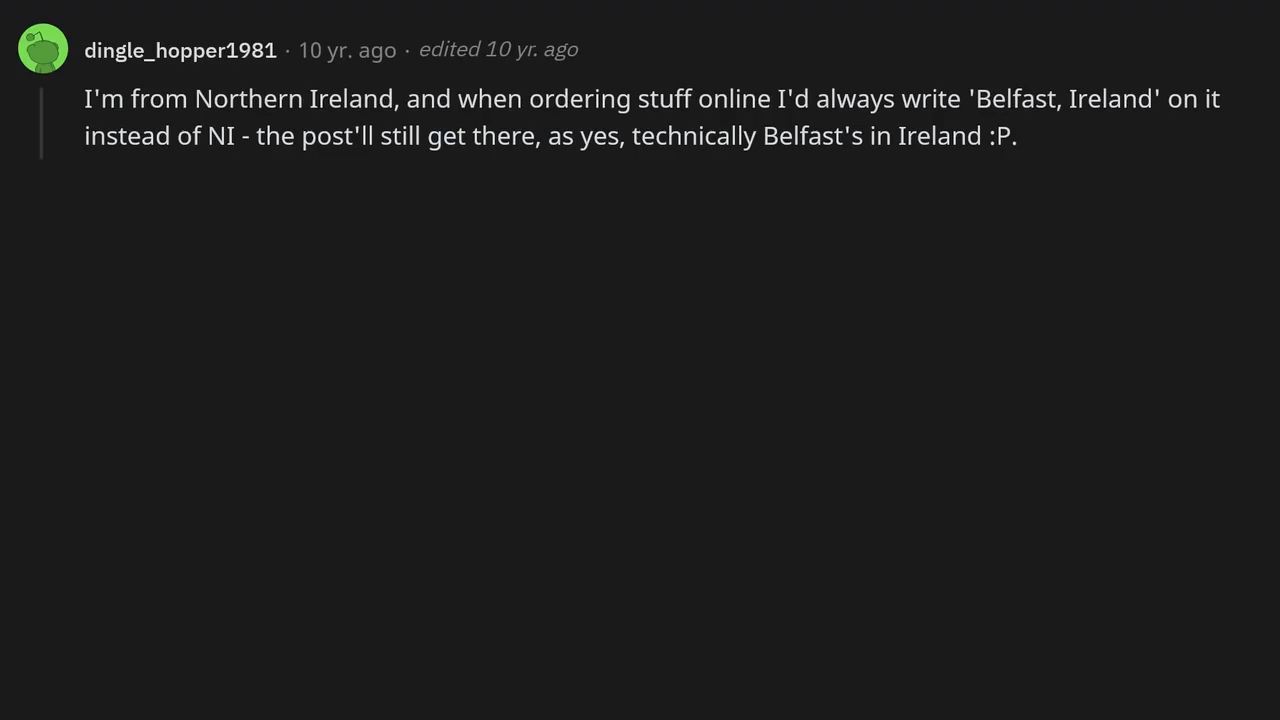 dingle_hopper1981 · 10 yr. ago · edited 10 yr. ago
I'm from Northern Ireland, and when ordering stuff online I'd always write 'Belfast, Ireland' on it
instead of NI - the post'll still get there, as yes, technically Belfast's in Ireland :P.